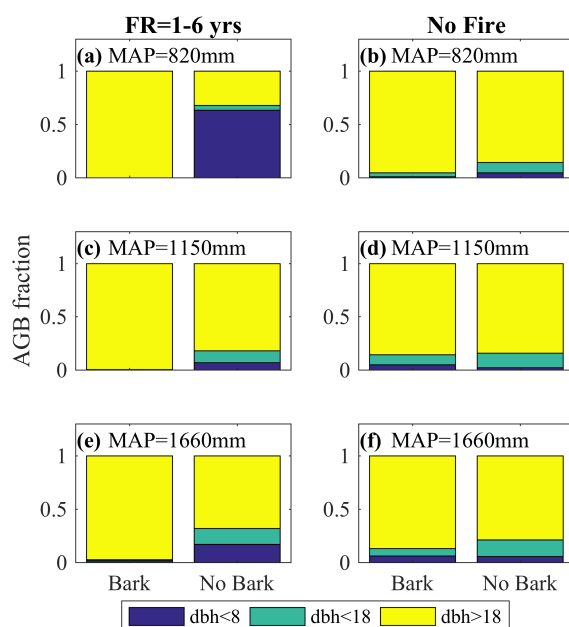 FR=1-6 yrs
No Fire
(a) MAP=820mm
(b) MAP=820mm
1
0.5
0
1
0.5
0
(c) MAP=1150mm
(d) MAP=1150mm
1
0.5
0
1
0.5
0
AGB fraction
(e) MAP=1660mm
(f) MAP=1660mm
1
0.5
0
1
0.5
0
Bark No Bark
Bark No Bark
dbh<8 dbh<18 dbh>18